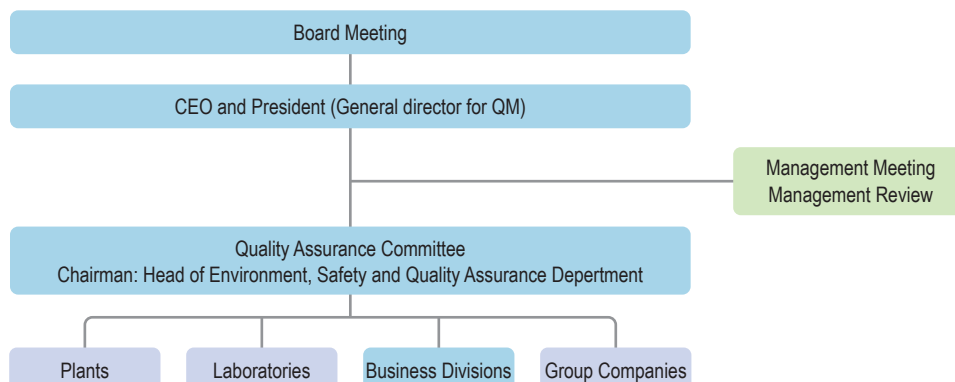 Board Meeting
CEO and President (General director for QM)
Management Meeting
Management Review
Quality Assurance Committee
Chairman: Head of Environment, Safety and Quality Assurance Depertment
Plants
Laboratories
Business Divisions
Group Companies